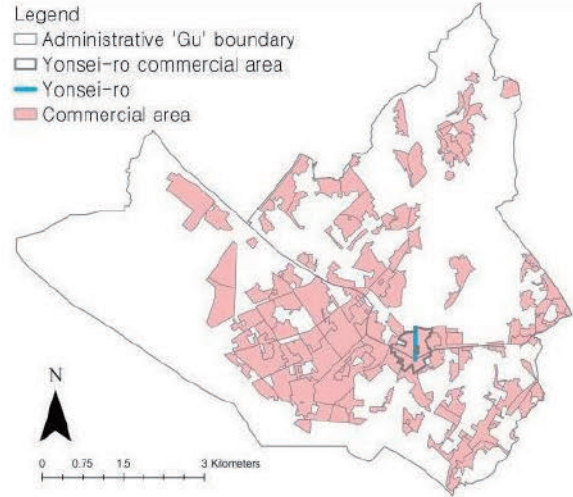 Legend
Administrative 'Gu' boundary
Yonsei-ro commercial area
Yonsei-ro
Commercial area
N
0 0.75 1.5 3 Kilometers